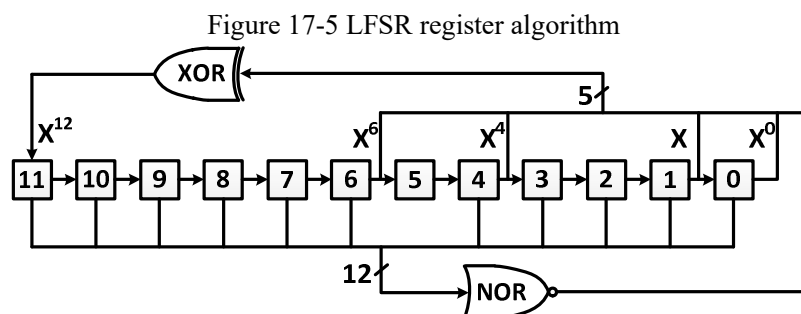 Figure 17-5 LFSR register algorithm
XOR
5
X12 X6 X4 X X0
11 10 9 8 7 6 5 4 3 2 1 0
12
NOR